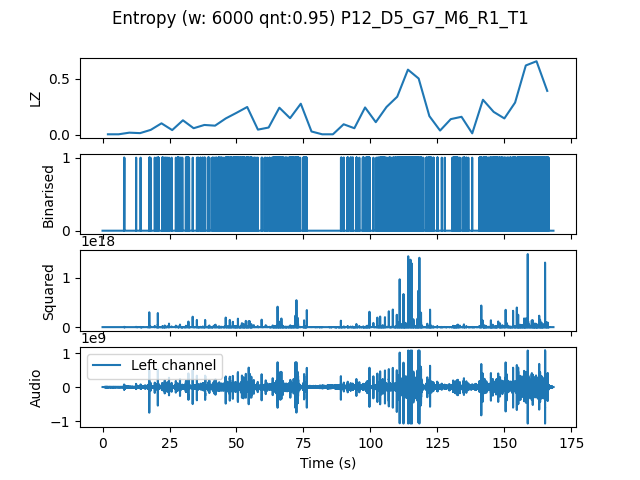 Entropy (w: 6000 qnt:0.95) P12_D5_G7_M6_R1_T1
0.5
0.0
LZ
1
0
Binarised
1e18
1
0
Squared
1e9
1
0
−1
Audio
Left channel
0 25 50 75 100 125 150 175
Time (s)